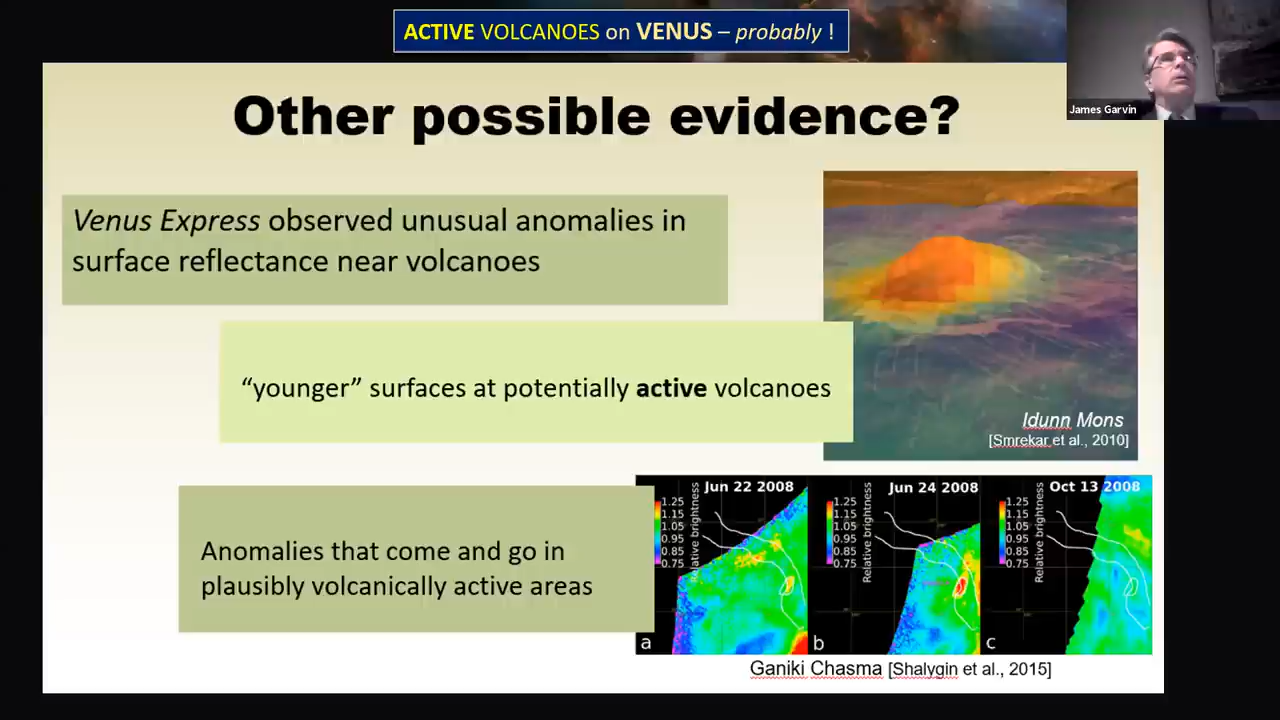 ACTIVE VOLCANOES on VENUS – probably !
James Garvin
Other possible evidence?
Venus Express observed unusual anomalies in
surface reflectance near volcanoes
“younger” surfaces at potentially active volcanoes
Idunn Mons
[Smrekar et al., 2010]
Anomalies that come and go in
plausibly volcanically active areas
Jun 22 2008
1.25
1.15
1.05
0.95
0.85
0.75
Relative brightness
a
Jun 24 2008
1.25
1.15
1.05
0.95
0.85
0.75
Relative brightness
b
Oct 13 2008
1.25
1.15
1.05
0.95
0.85
0.75
Relative brightness
c
Ganiki Chasma [Shalygin et al., 2015]